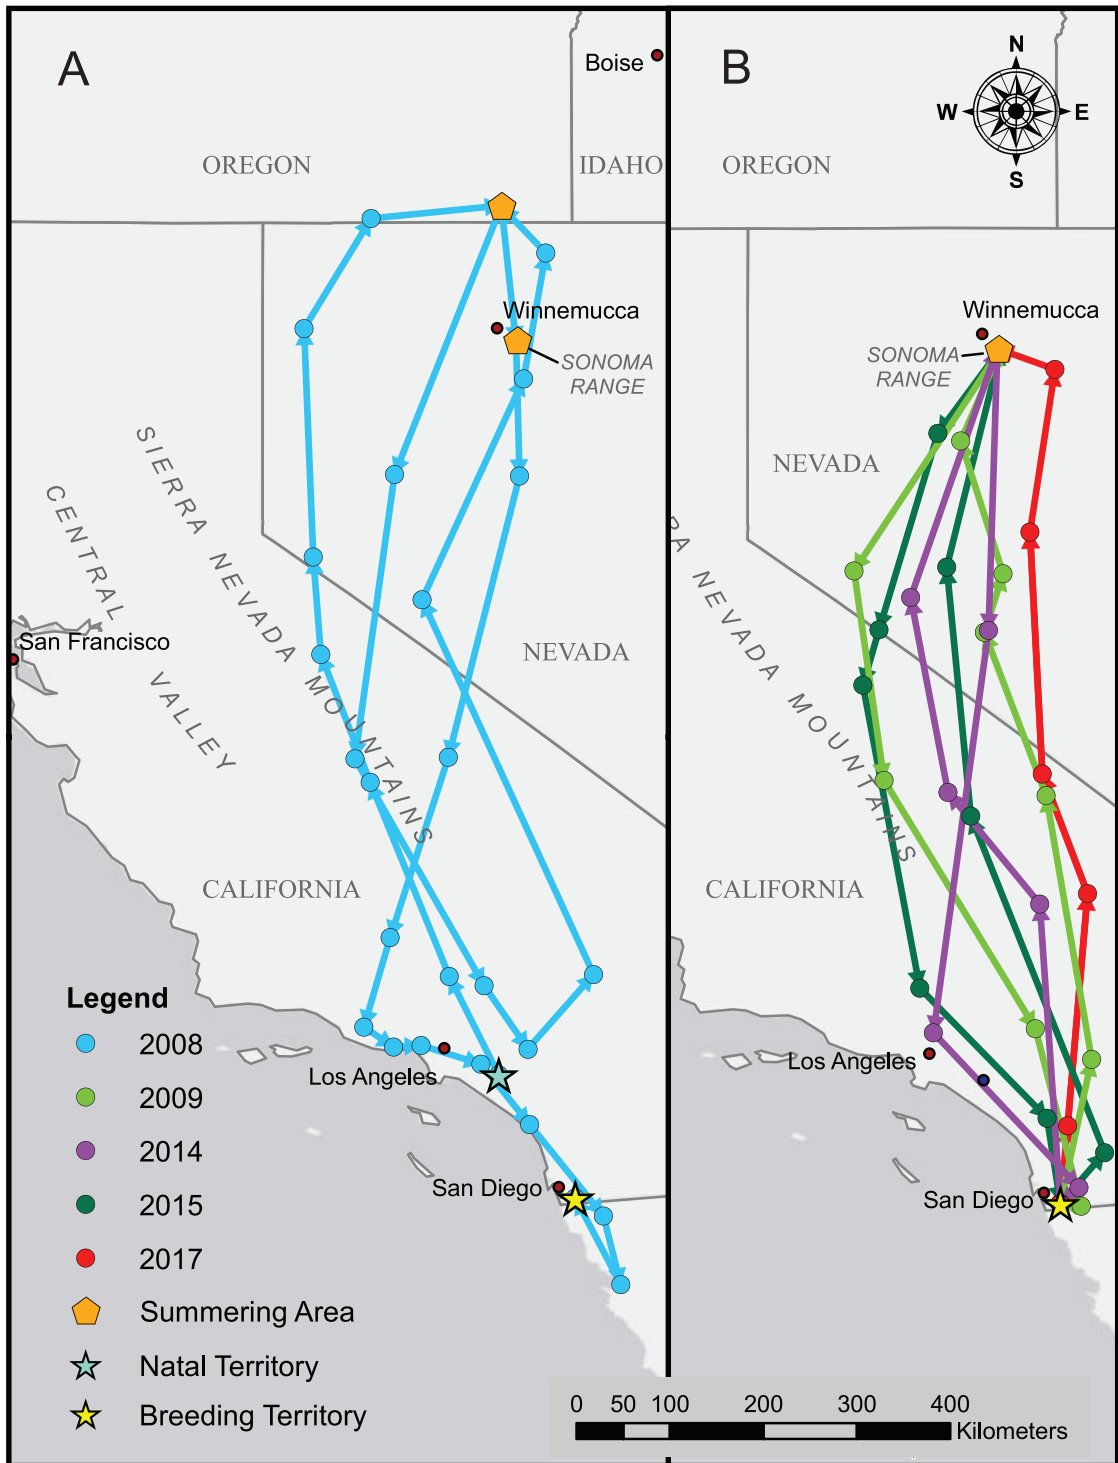 A
Boise
OREGON
IDAHO
Winnemucca
SONOMA
RANGE
SIERRA NEVADA MOUNTAINS
CENTRAL VALLEY
San Francisco
NEVADA
CALIFORNIA
Los Angeles
San Diego
Legend
2008
2009
2014
2015
2017
Summering Area
Natal Territory
Breeding Territory
B
N
W E
S
OREGON
Winnemucca
SONOMA
RANGE
NEVADA
RA NEVADA MOUNTAINS
CALIFORNIA
Los Angeles
San Diego
0 50 100 200 300 400
Kilometers